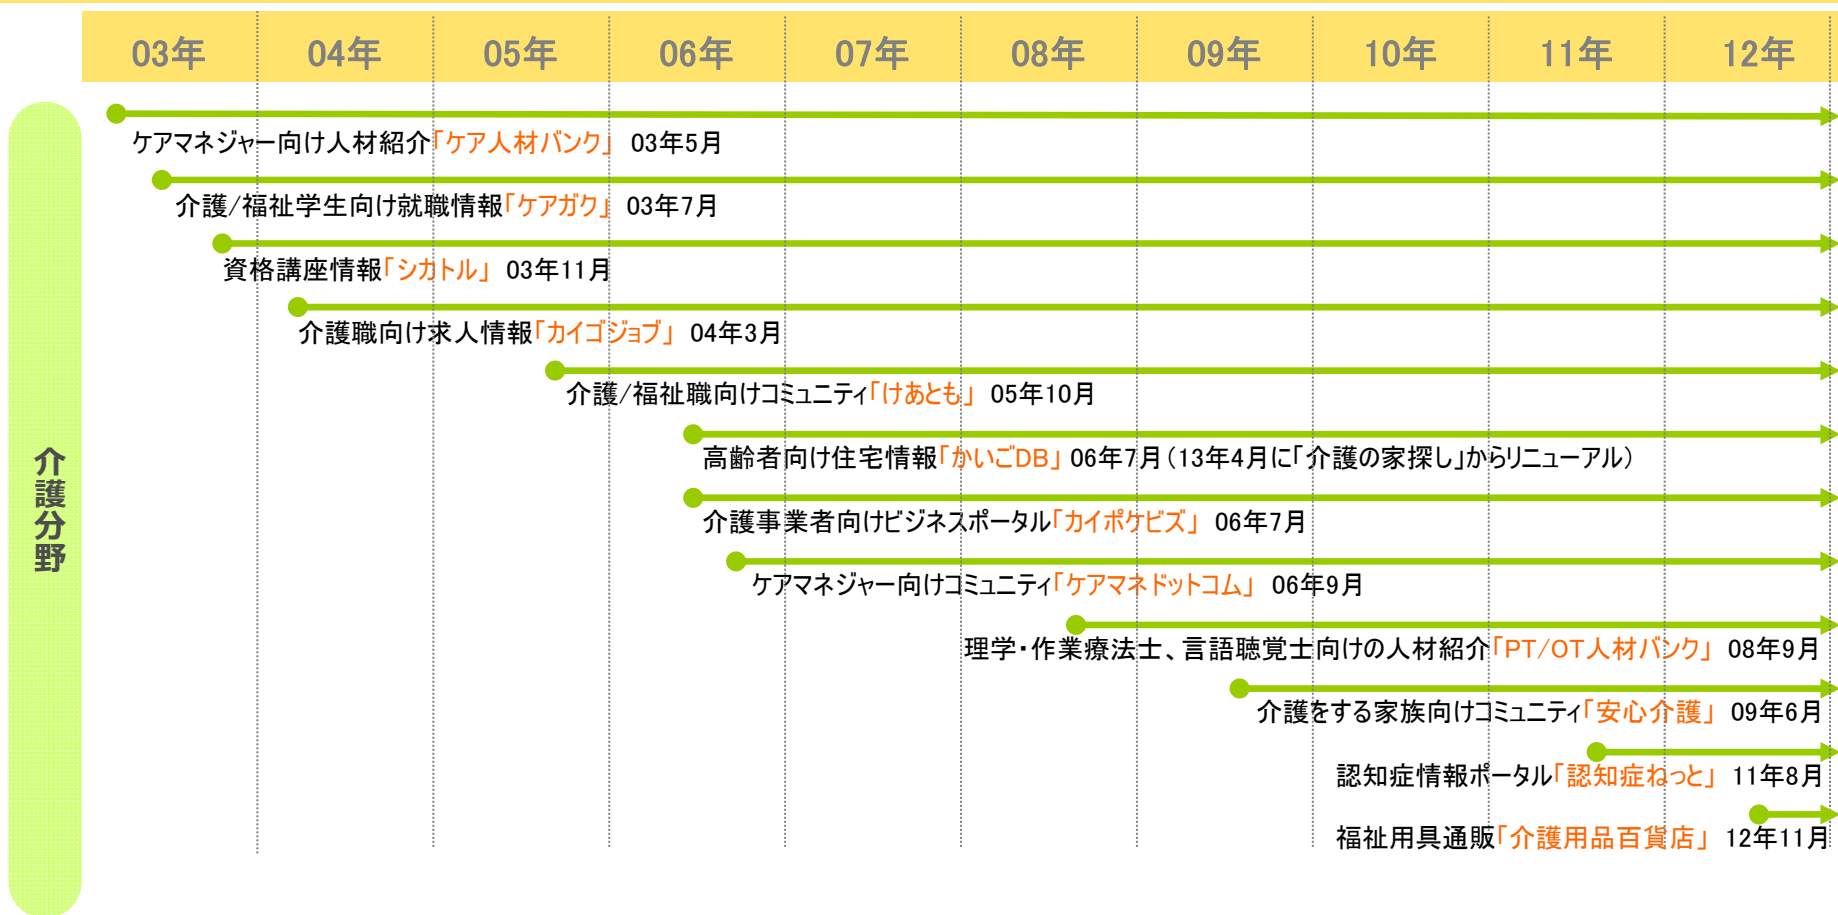 03年 04年 05年 06年 07年 08年 09年 10年 11年 12年
介護分野
ケアマネジャー向け人材紹介「ケア人材バンク」 03年5月
介護/福祉学生向け就職情報「ケアガク」 03年7月
資格講座情報「シカトル」 03年11月
介護職向け求人情報「カイゴジョブ」 04年3月
介護/福祉職向けコミュニティ「けあとも」 05年10月
高齢者向け住宅情報「かいごDB」 06年7月(13年4月に「介護の家探し」からリニューアル)
介護事業者向けビジネスポータル「カイポケビズ」 06年7月
ケアマネジャー向けコミュニティ「ケアマネドットコム」 06年9月
理学・作業療法士、言語聴覚士向けの人材紹介「PT/OT人材バンク」 08年9月
介護をする家族向けコミュニティ「安心介護」 09年6月
認知症情報ポータル「認知症ねっと」 11年8月
福祉用具通販「介護用品百貨店」 12年11月